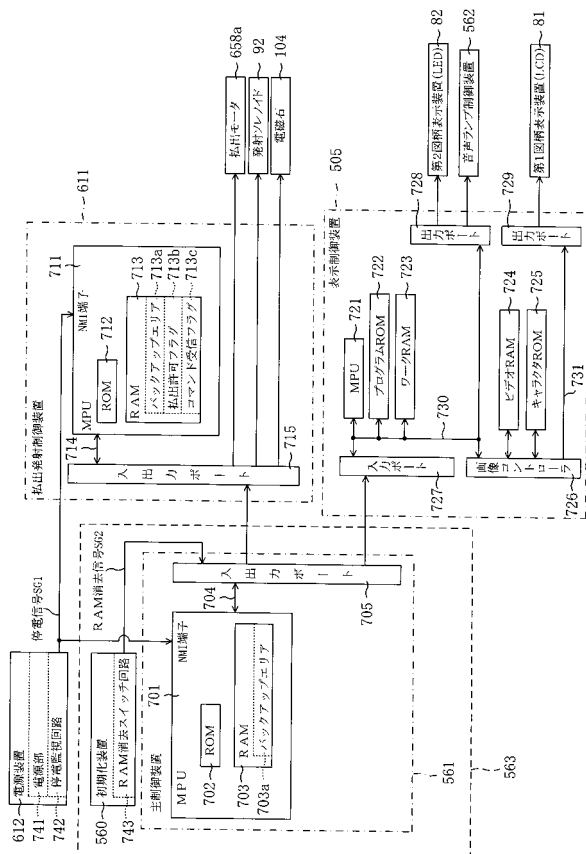 612
電源装置
741
電源部
742
停電監視回路
停電信号SG1
560
初期化装置
743
RAM消去スイッチ回路
RAM消去信号SG2
主制御装置
701
NMI端子
MPU
702
ROM
703
RAM
703a
バックアップエリア
704
入出力ポート
705
561
563
払出発射制御装置
611
711
NMI端子
MPU
712
ROM
713
RAM
713a
バックアップエリア
713b
払出許可フラグ
713c
コマンド受信フラグ
714
入出力ポート
715
払出モータ
658a
発射ソレノイド
92
電磁石
104
表示制御装置
505
MPU
721
プログラムROM
722
ワークRAM
723
730
入力ポート
727
ビデオRAM
724
キャラクタROM
725
画像コントローラ
726
731
出力ポート
728
出力ポート
729
第2図柄表示装置(LED)
82
音声ランプ制御装置
562
第1図柄表示装置(LCD)
81